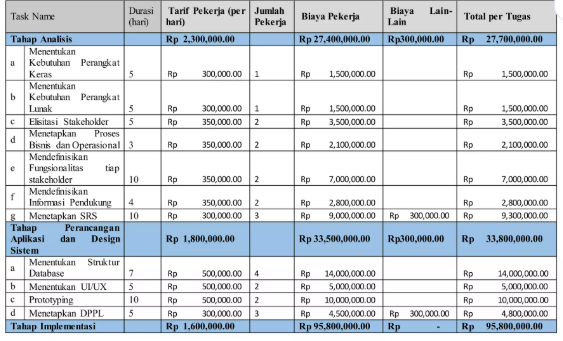 Task Name Durasi (hari) Tarif Pekerja (per hari) Jumlah Pekerja Biaya Pekerja Biaya Lain-Lain Total per Tugas
Tahap Analisis Rp 2,300,000.00 Rp 27,400,000.00 Rp300,000.00 Rp 27,700,000.00
a Menentukan Kebutuhan Perangkat Keras 5 Rp 300,000.00 1 Rp 1,500,000.00 Rp 1,500,000.00
b Menentukan Kebutuhan Perangkat Lunak 5 Rp 300,000.00 1 Rp 1,500,000.00 Rp 1,500,000.00
c Elisitasi Stakeholder 5 Rp 350,000.00 2 Rp 3,500,000.00 Rp 3,500,000.00
d Menetapkan Proses Bisnis dan Operasional 3 Rp 350,000.00 2 Rp 2,100,000.00 Rp 2,100,000.00
e Mendefinisikan Fungsionalitas tiap stakeholder 10 Rp 350,000.00 2 Rp 7,000,000.00 Rp 7,000,000.00
f Mendefinisikan Informasi Pendukung 4 Rp 350,000.00 2 Rp 2,800,000.00 Rp 2,800,000.00
g Menetapkan SRS 10 Rp 300,000.00 3 Rp 9,000,000.00 Rp 300,000.00 Rp 9,300,000.00
Tahap Perancangan Aplikasi dan Design Sistem Rp 1,800,000.00 Rp 33,500,000.00 Rp300,000.00 Rp 33,800,000.00
a Menentukan Struktur Database 7 Rp 500,000.00 4 Rp 14,000,000.00 Rp 14,000,000.00
b Menentukan UI/UX 5 Rp 500,000.00 2 Rp 5,000,000.00 Rp 5,000,000.00
c Prototyping 10 Rp 500,000.00 2 Rp 10,000,000.00 Rp 10,000,000.00
d Menetapkan DPPL 5 Rp 300,000.00 3 Rp 4,500,000.00 Rp 300,000.00 Rp 4,800,000.00
Tahap Implementasi Rp 1,600,000.00 Rp 95,800,000.00 Rp - Rp 95,800,000.00